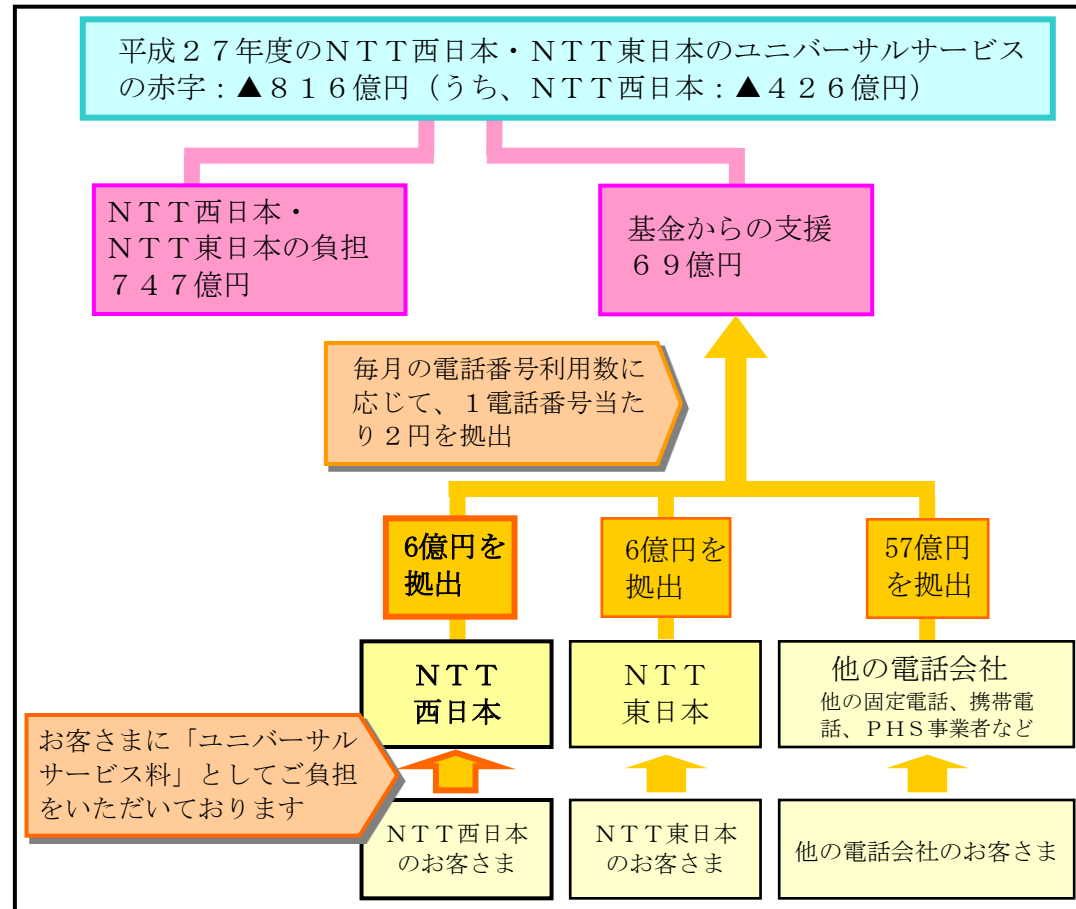 平成２７年度のＮＴＴ西日本・ＮＴＴ東日本のユニバーサルサービス
の赤字：▲８１６億円（うち、ＮＴＴ西日本：▲４２６億円）
ＮＴＴ西日本・
ＮＴＴ東日本の負担
７４７億円
基金からの支援
６９億円
毎月の電話番号利用数に
応じて、１電話番号当た
り２円を拠出
6億円を
拠出
6億円を
拠出
57億円
を拠出
ＮＴＴ
西日本
ＮＴＴ
東日本
他の電話会社
他の固定電話、携帯電
話、ＰＨＳ事業者など
お客さまに「ユニバーサル
サービス料」としてご負担
をいただいております
ＮＴＴ西日本
のお客さま
ＮＴＴ東日本
のお客さま
他の電話会社のお客さま